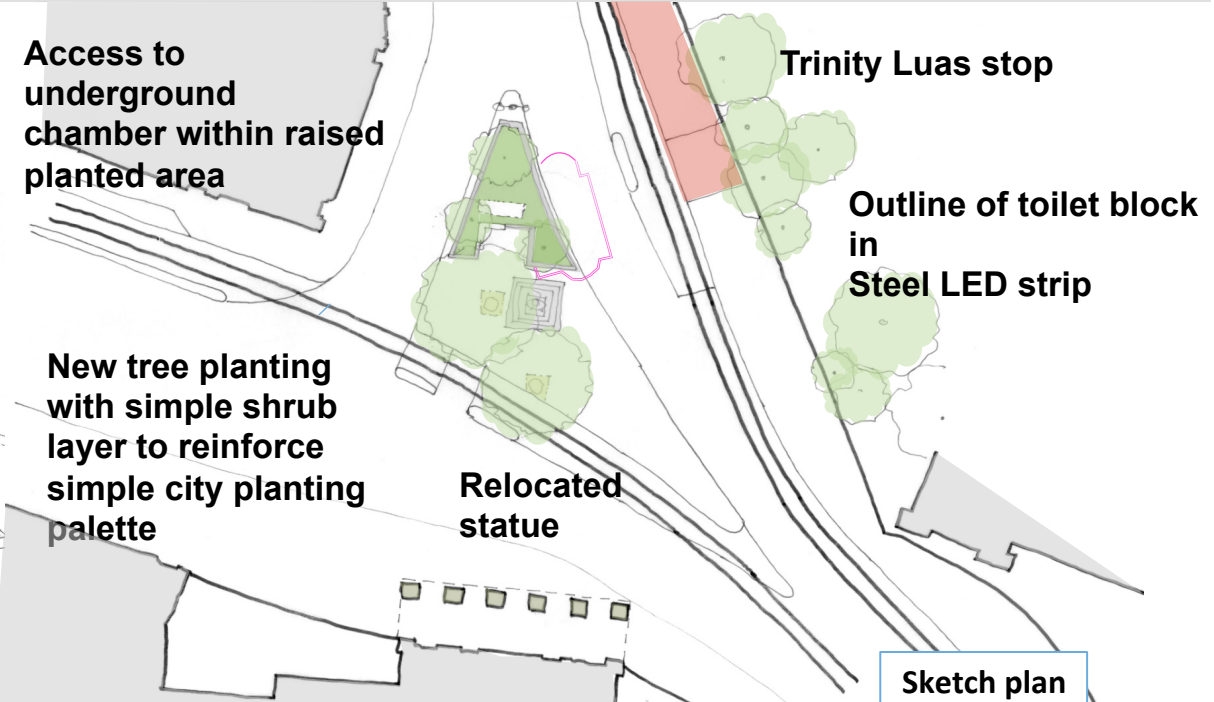 Access to
underground
chamber within raised
planted area
Trinity Luas stop
Outline of toilet block
in
Steel LED strip
New tree planting
with simple shrub
layer to reinforce
simple city planting
palette
Relocated
statue
Sketch plan